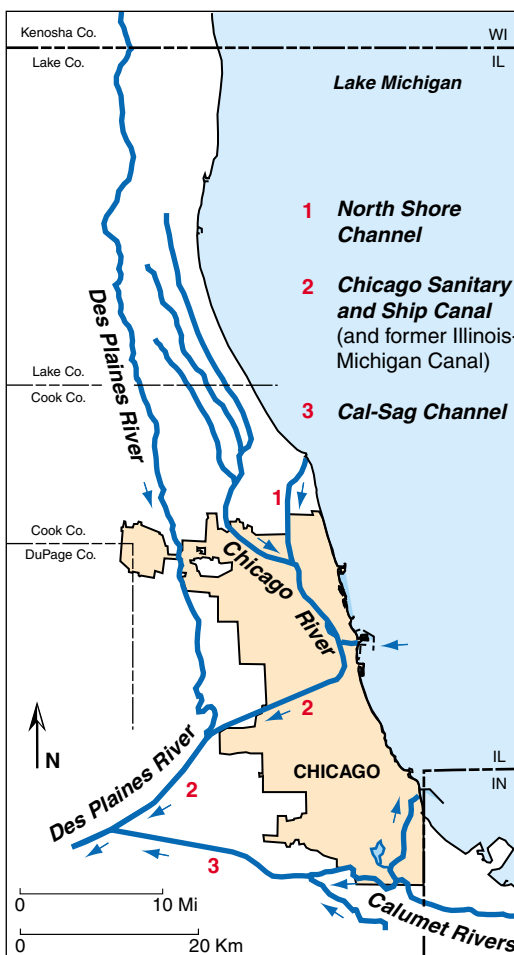 Kenosha Co.
Lake Co.
WI
IL
Lake Michigan
1 North Shore
Channel
2 Chicago Sanitary
and Ship Canal
(and former Illinois-
Michigan Canal)
3 Cal-Sag Channel
Des Plaines River
Lake Co.
Cook Co.
1
Cook Co.
DuPage Co.
Chicago River
2
N
Des Plaines River
2
CHICAGO
IL
IN
3
Calumet Rivers
0 10 Mi
0 20 Km